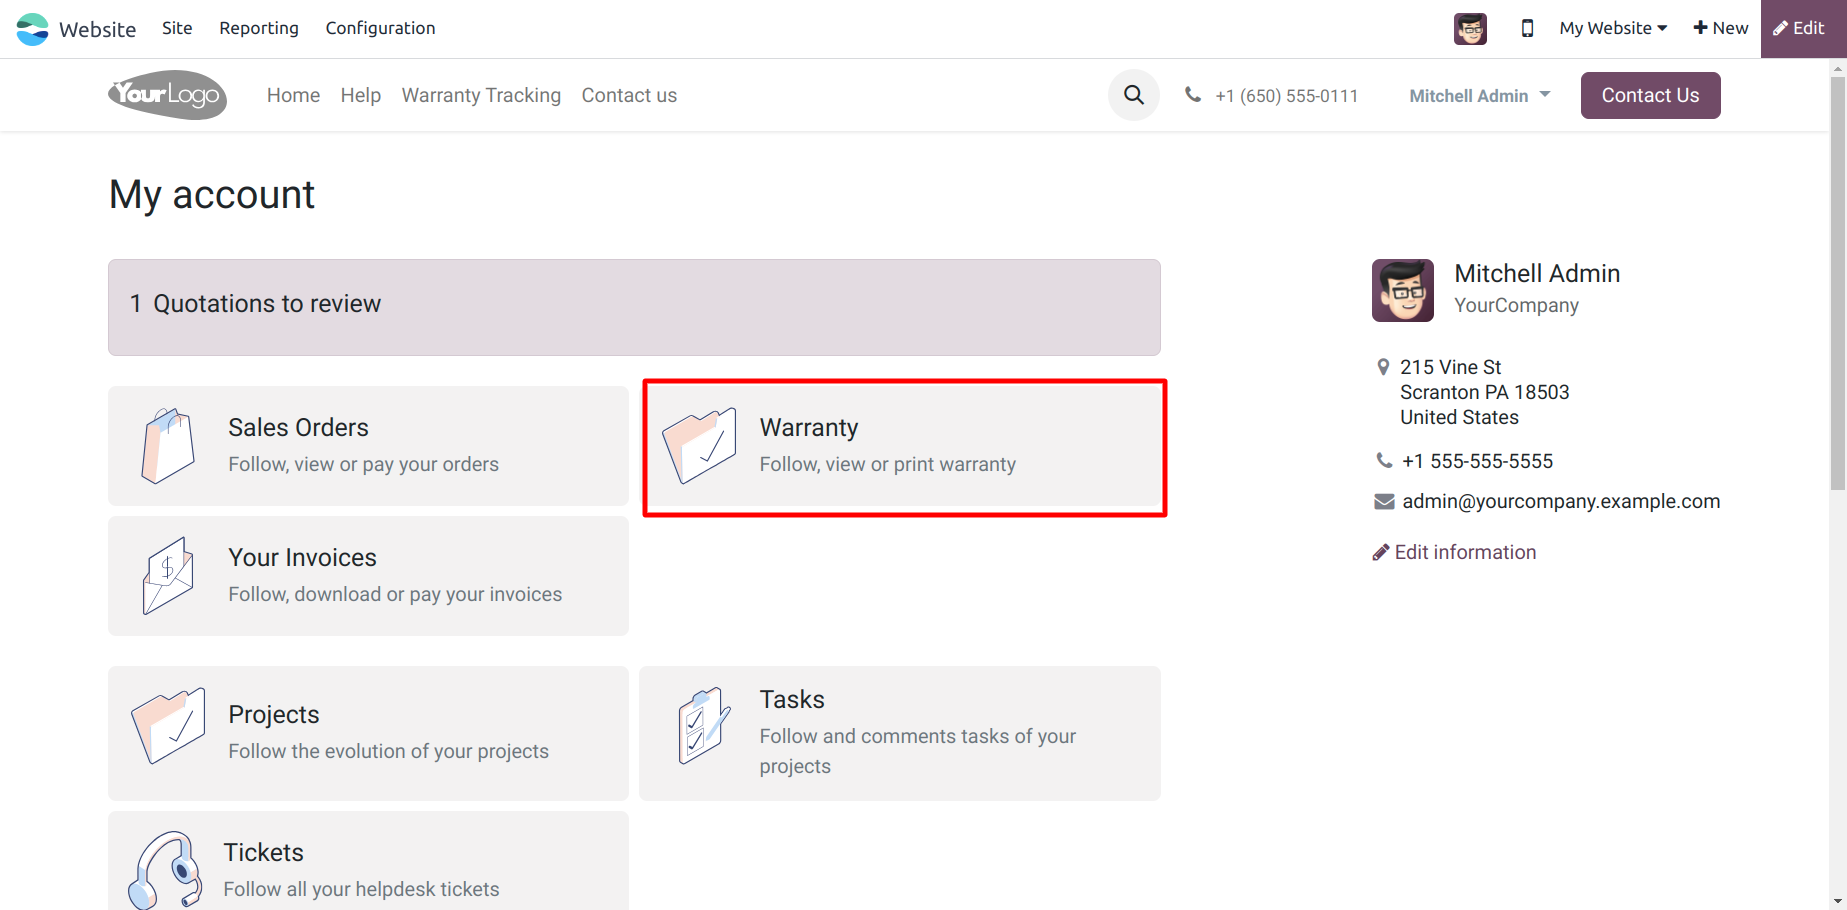 Website Site Reporting Configuration My Website New Edit
YourLogo Home Help Warranty Tracking Contact us +1 (650) 555-0111 Mitchell Admin Contact Us
My account
1 Quotations to review
Sales Orders
Follow, view or pay your orders
Warranty
Follow, view or print warranty
$
Your Invoices
Follow, download or pay your invoices
Projects
Follow the evolution of your projects
Tasks
Follow and comments tasks of your
projects
Tickets
Follow all your helpdesk tickets
Mitchell Admin
YourCompany
215 Vine St
Scranton PA 18503
United States
+1 555-555-5555
admin@yourcompany.example.com
Edit information